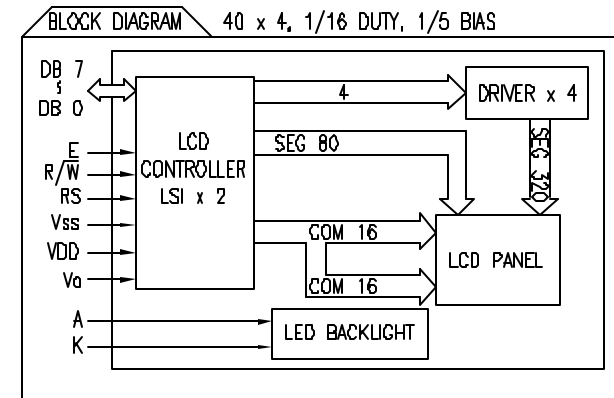 BLOCK DIAGRAM 40 x 4, 1/16 DUTY, 1/5 BIAS
DB 7
DB 0
E
R/W̅
RS
Vss
VDD
Vo
A
K
LCD
CONTROLLER
LSI x 2
4
SEG 80
COM 16
COM 16
DRIVER x 4
SEG 320
LCD PANEL
LED BACKLIGHT